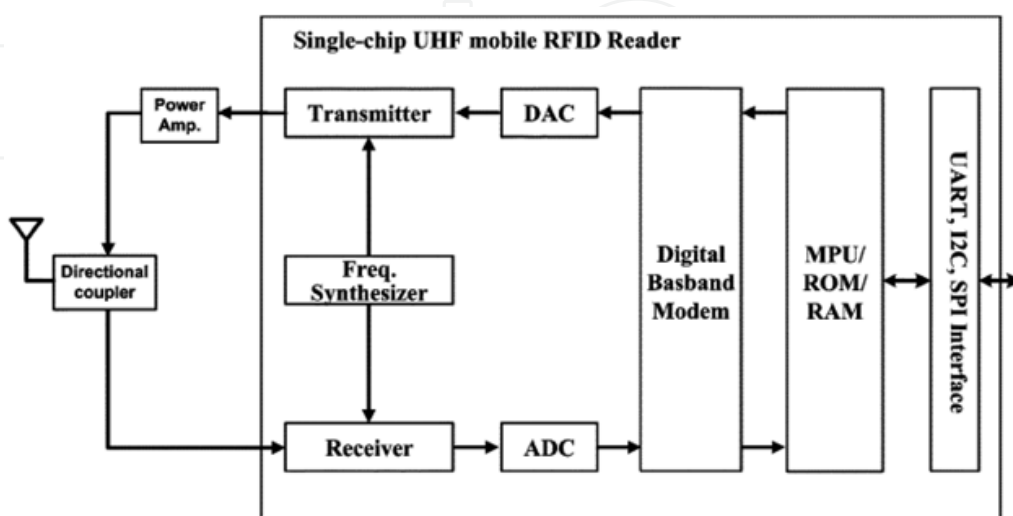 Single-chip UHF mobile RFID Reader
Power
Amp.
Transmitter
DAC
Directional
coupler
Freq.
Synthesizer
Digital
Basband
Modem
MPU/
ROM/
RAM
UART, I2C, SPI Interface
Receiver
ADC